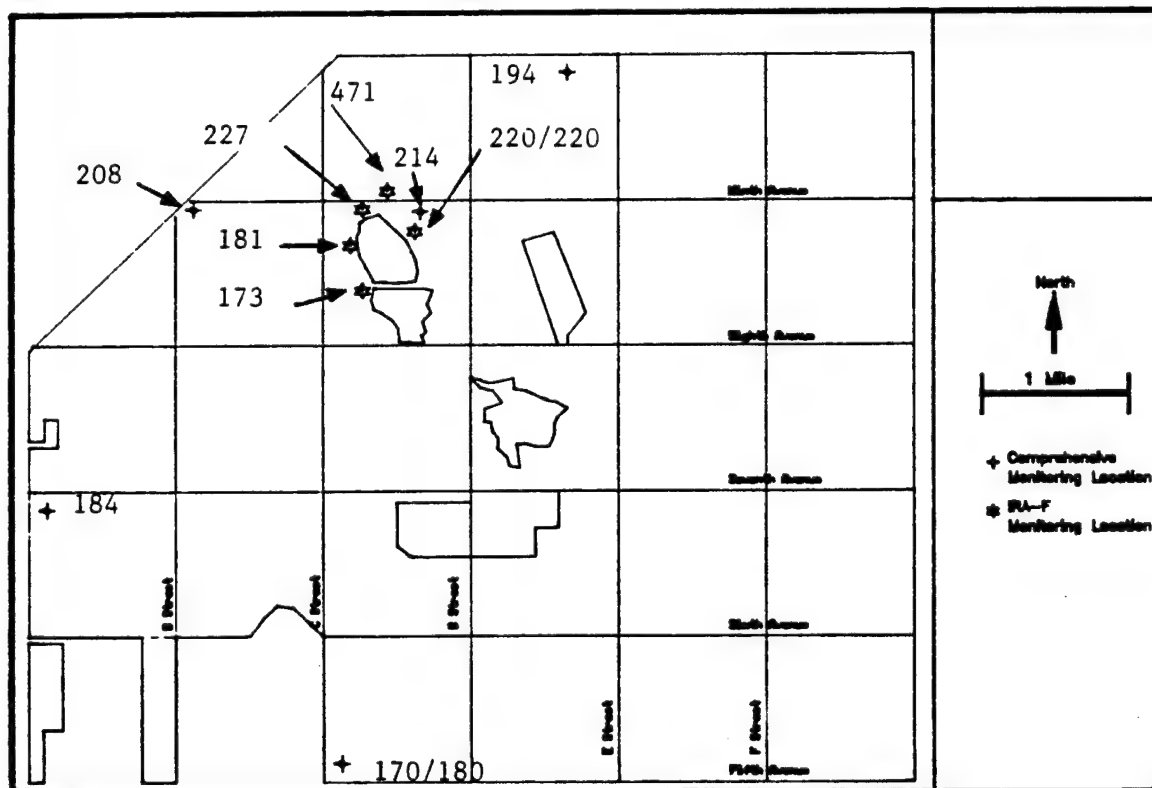 194
471
227
220/220
214
208
Ninth Avenue
181
173
North
Eighth Avenue
1 Mile
+ Comprehensive
Monitoring Location
IRA-F
Monitoring Location
Seventh Avenue
184
B Street
C Street
D Street
Sixth Avenue
E Street
F Street
170/180
Fifth Avenue